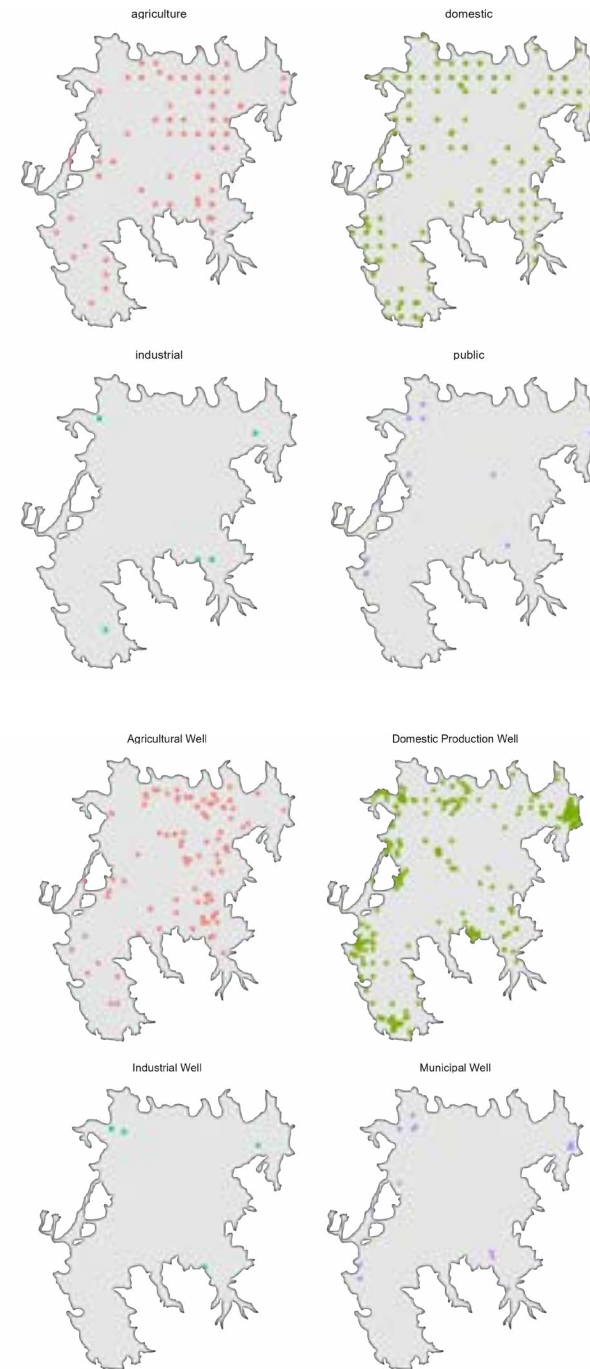 agriculture
domestic
industrial
public
Agricultural Well
Domestic Production Well
Industrial Well
Municipal Well